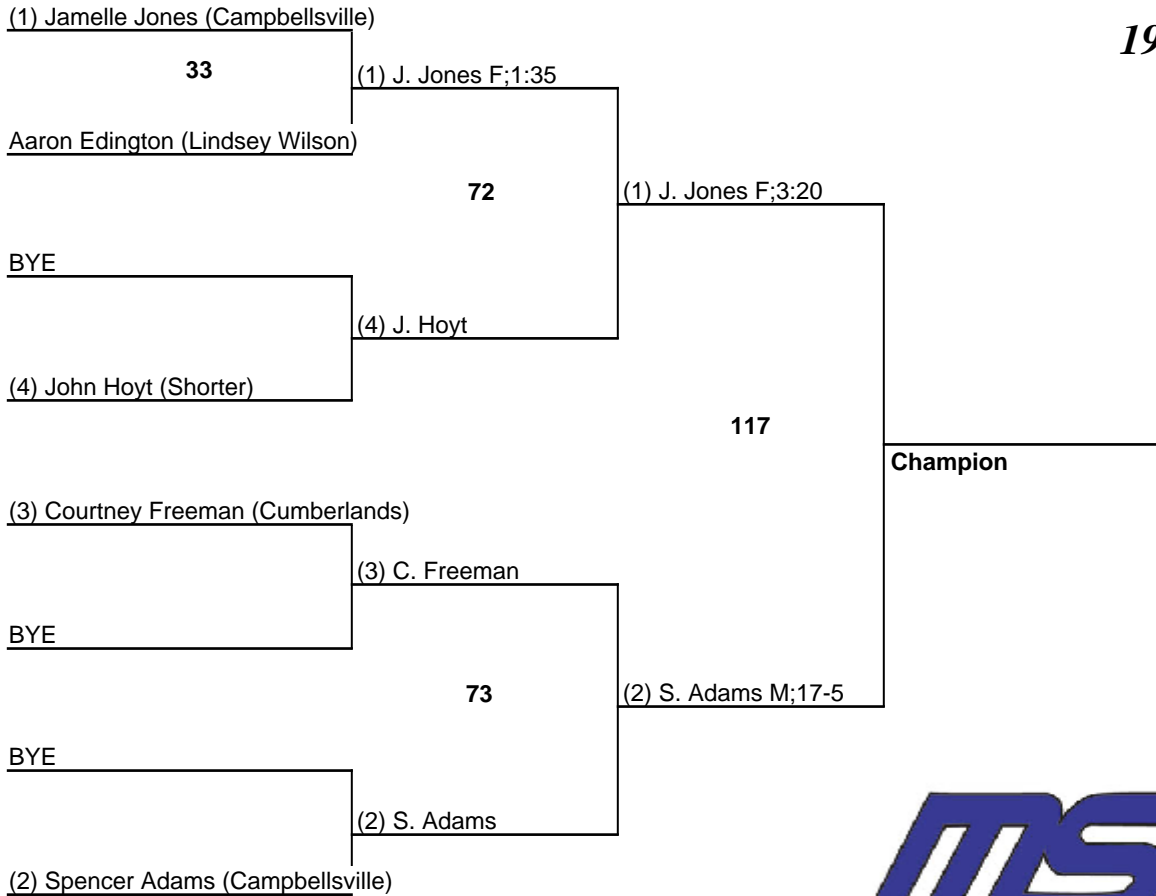 (1) Jamelle Jones (Campbellsville)
19
33
(1) J. Jones F;1:35
Aaron Edington (Lindsey Wilson)
72
(1) J. Jones F;3:20
BYE
(4) J. Hoyt
(4) John Hoyt (Shorter)
117
Champion
(3) Courtney Freeman (Cumberlands)
(3) C. Freeman
BYE
73
(2) S. Adams M;17-5
BYE
(2) S. Adams
(2) Spencer Adams (Campbellsville)
MS